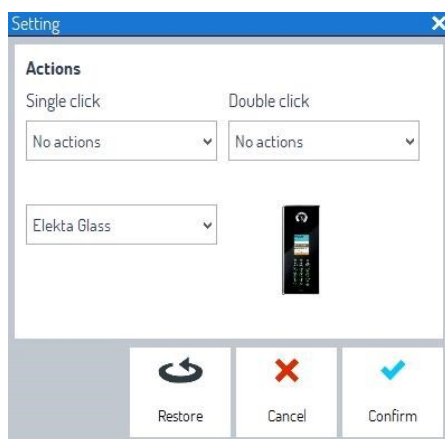 Setting
Actions
Single click Double click
No actions No actions
Elekta Glass
Restore Cancel Confirm